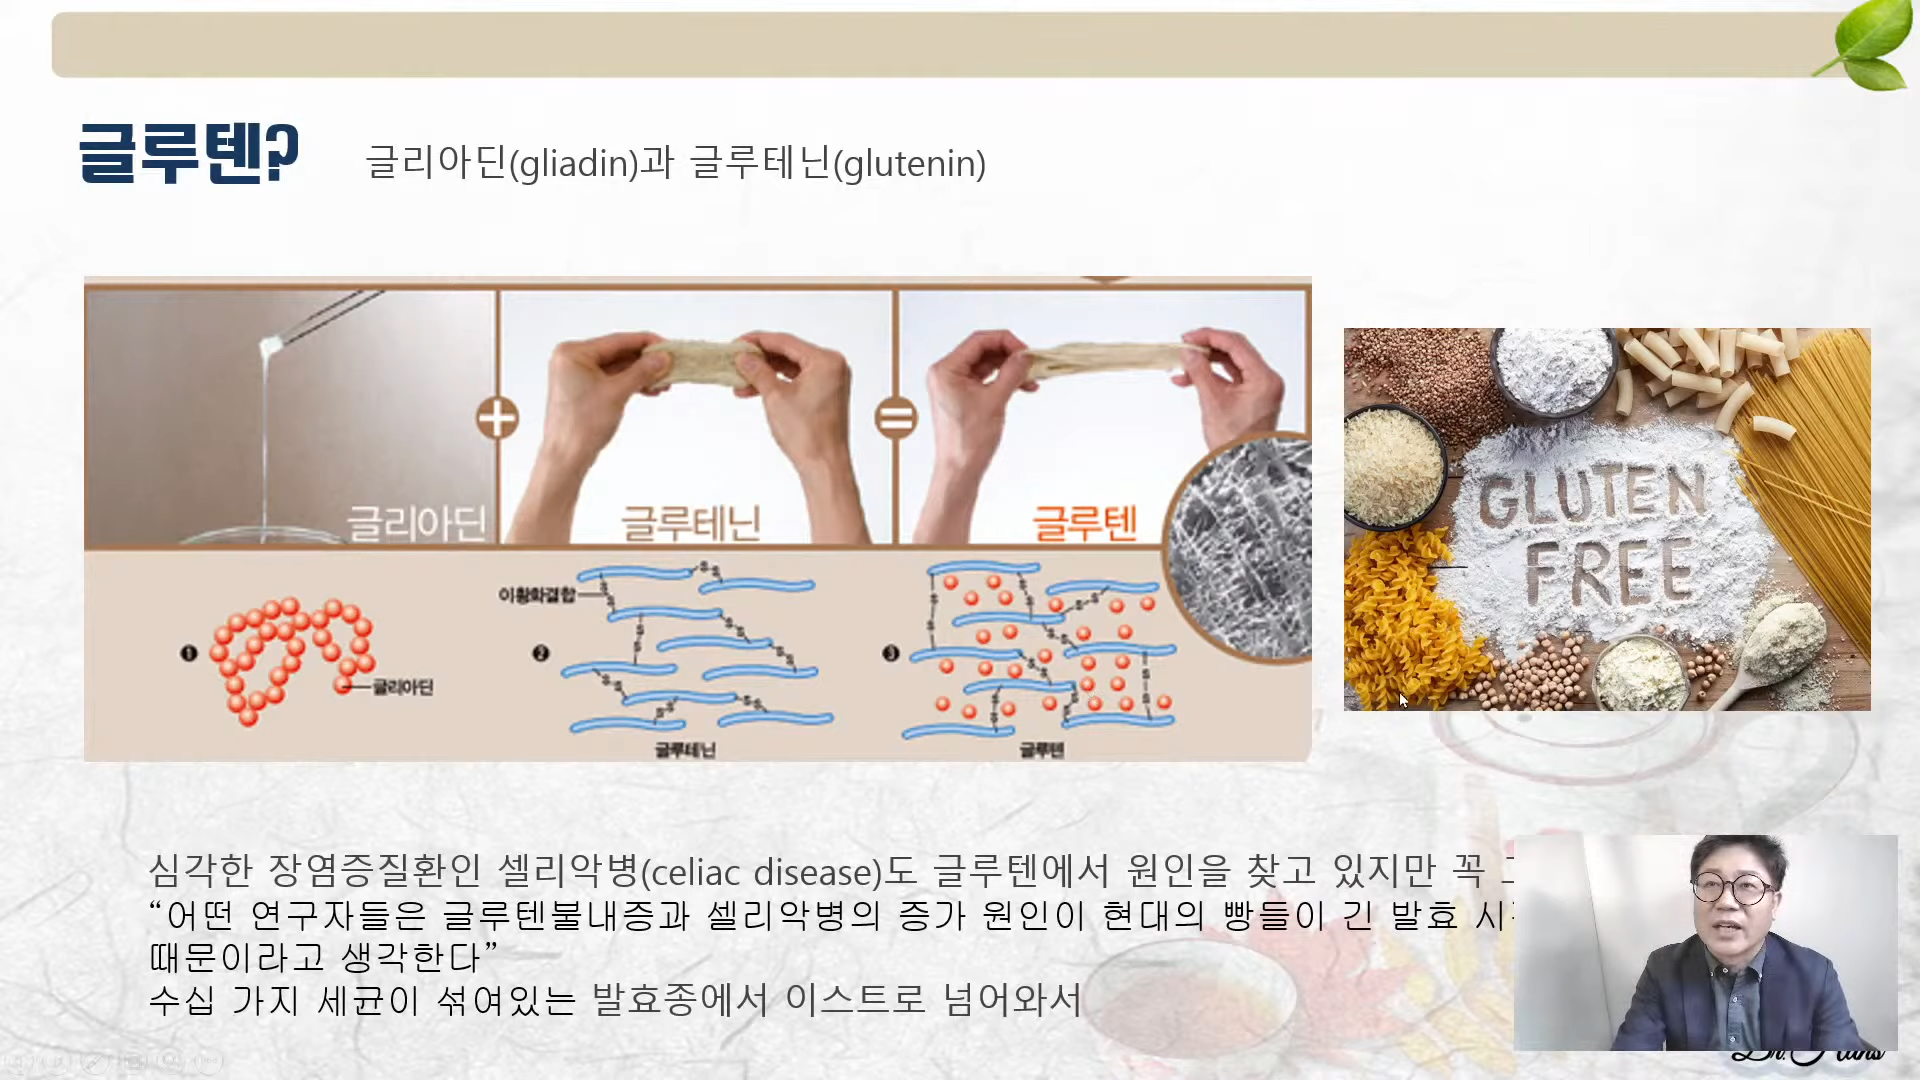 글루텐?
글리아딘(gliadin)과 글루테닌(glutenin)
글리아딘
글루테닌
글루텐
이황화결합
S S
❶
글리아딘
❷
글루테닌
❸
글루텐
GLUTEN
FREE
심각한 장염증질환인 셀리악병(celiac disease)도 글루텐에서 원인을 찾고 있지만 꼭
“어떤 연구자들은 글루텐불내증과 셀리악병의 증가 원인이 현대의 빵들이 긴 발효
때문이라고 생각한다”
수십 가지 세균이 섞여있는 발효종에서 이스트로 넘어와서